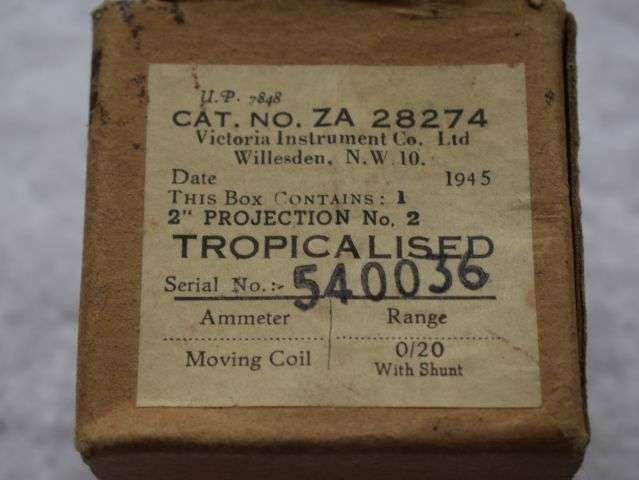 U.P. 7848
CAT. NO. ZA 28274
Victoria Instrument Co. Ltd
Willesden, N.W.10.
Date 1945
THIS BOX CONTAINS: 1
2" PROJECTION No. 2
TROPICALISED
Serial No.:- 540036
Ammeter Range
Moving Coil 0/20
With Shunt